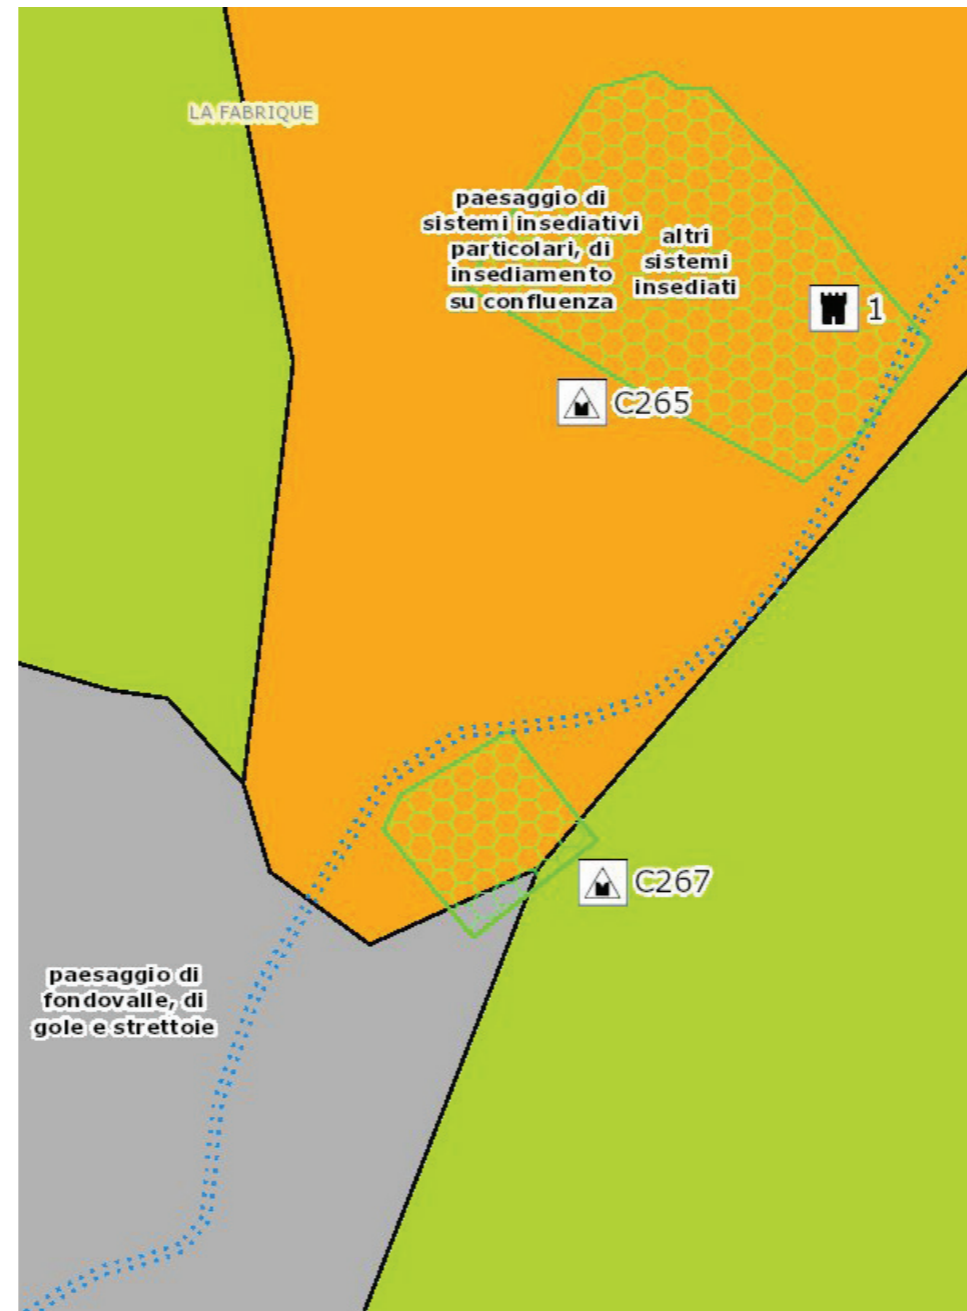 LA FABRIQUE
paesaggio di
sistemi insediativi
particolari, di
insediamento
su confluenza
altri
sistemi
insediati
1
C265
C267
paesaggio di
fondovalle, di
gole e strettoie